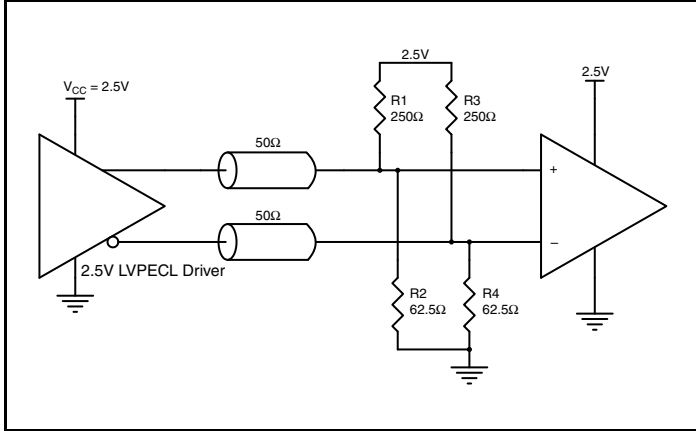 2.5V
V_CC = 2.5V
2.5V
R1
250Ω
R3
250Ω
50Ω
+
50Ω
–
2.5V LVPECL Driver
R2
62.5Ω
R4
62.5Ω